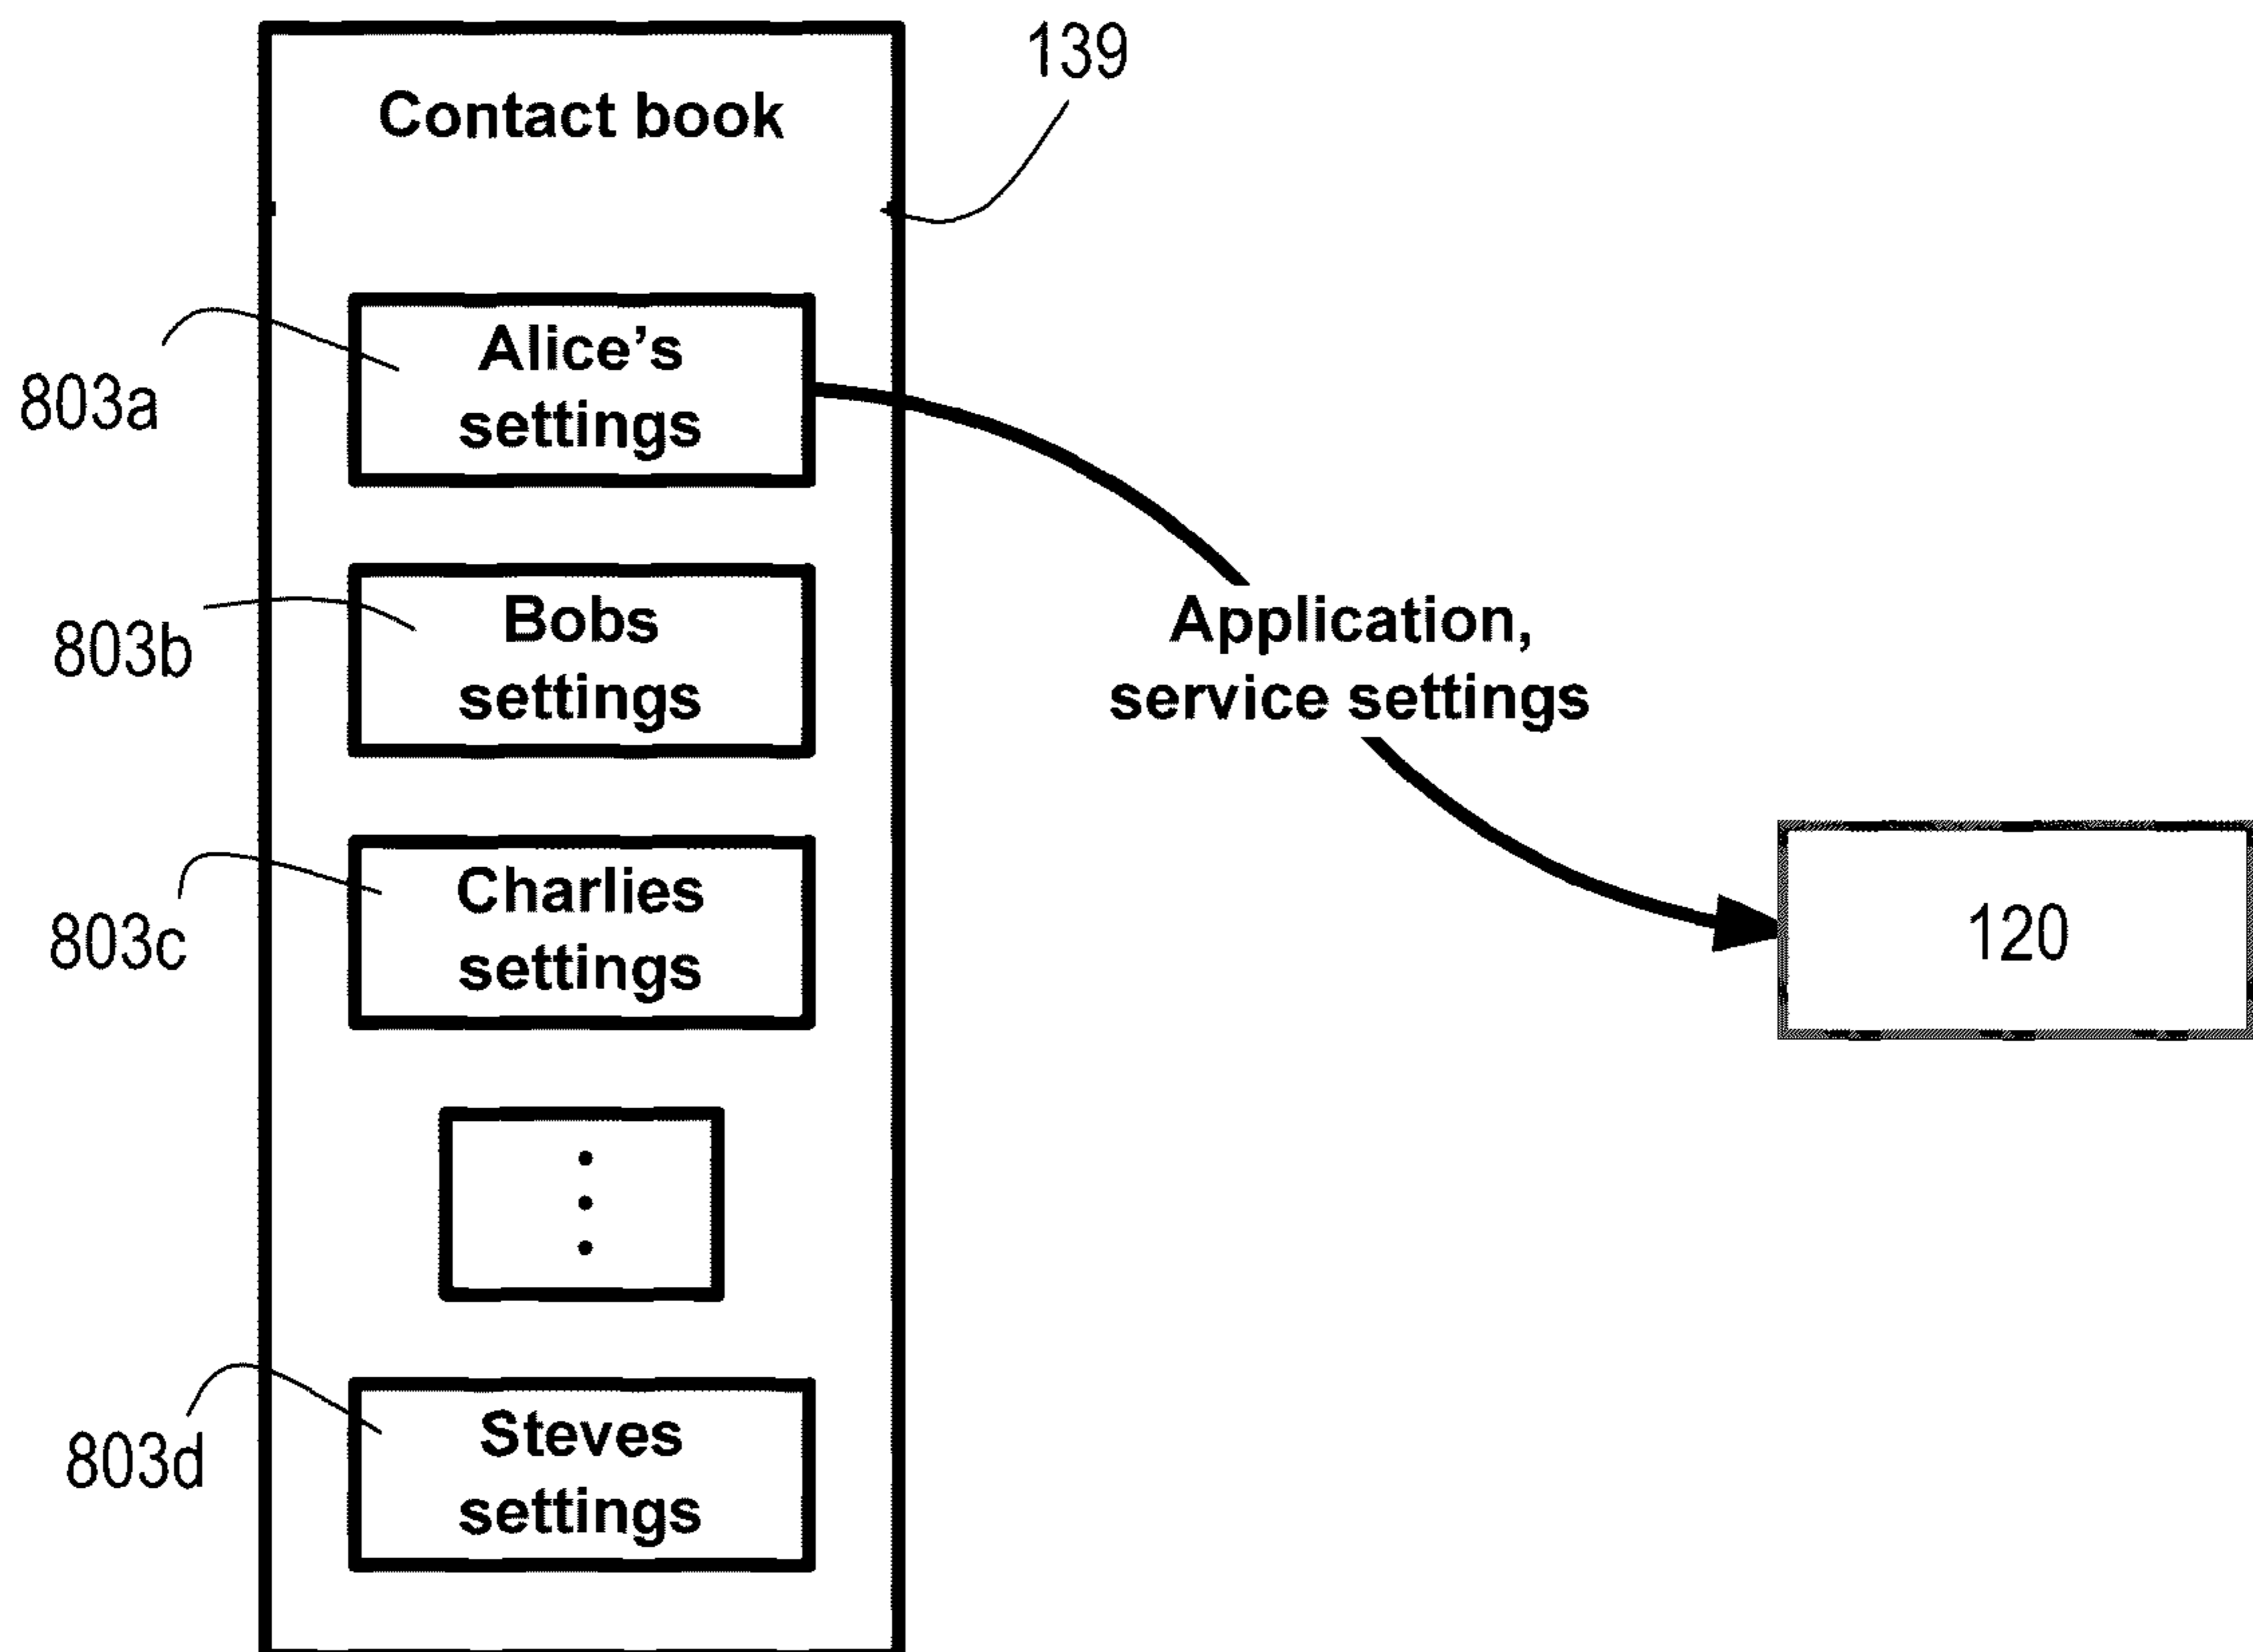 Contact book
139
Alice’s
settings
803a
Bobs
settings
803b
Application,
service settings
Charlies
settings
803c
120
Steves
settings
803d